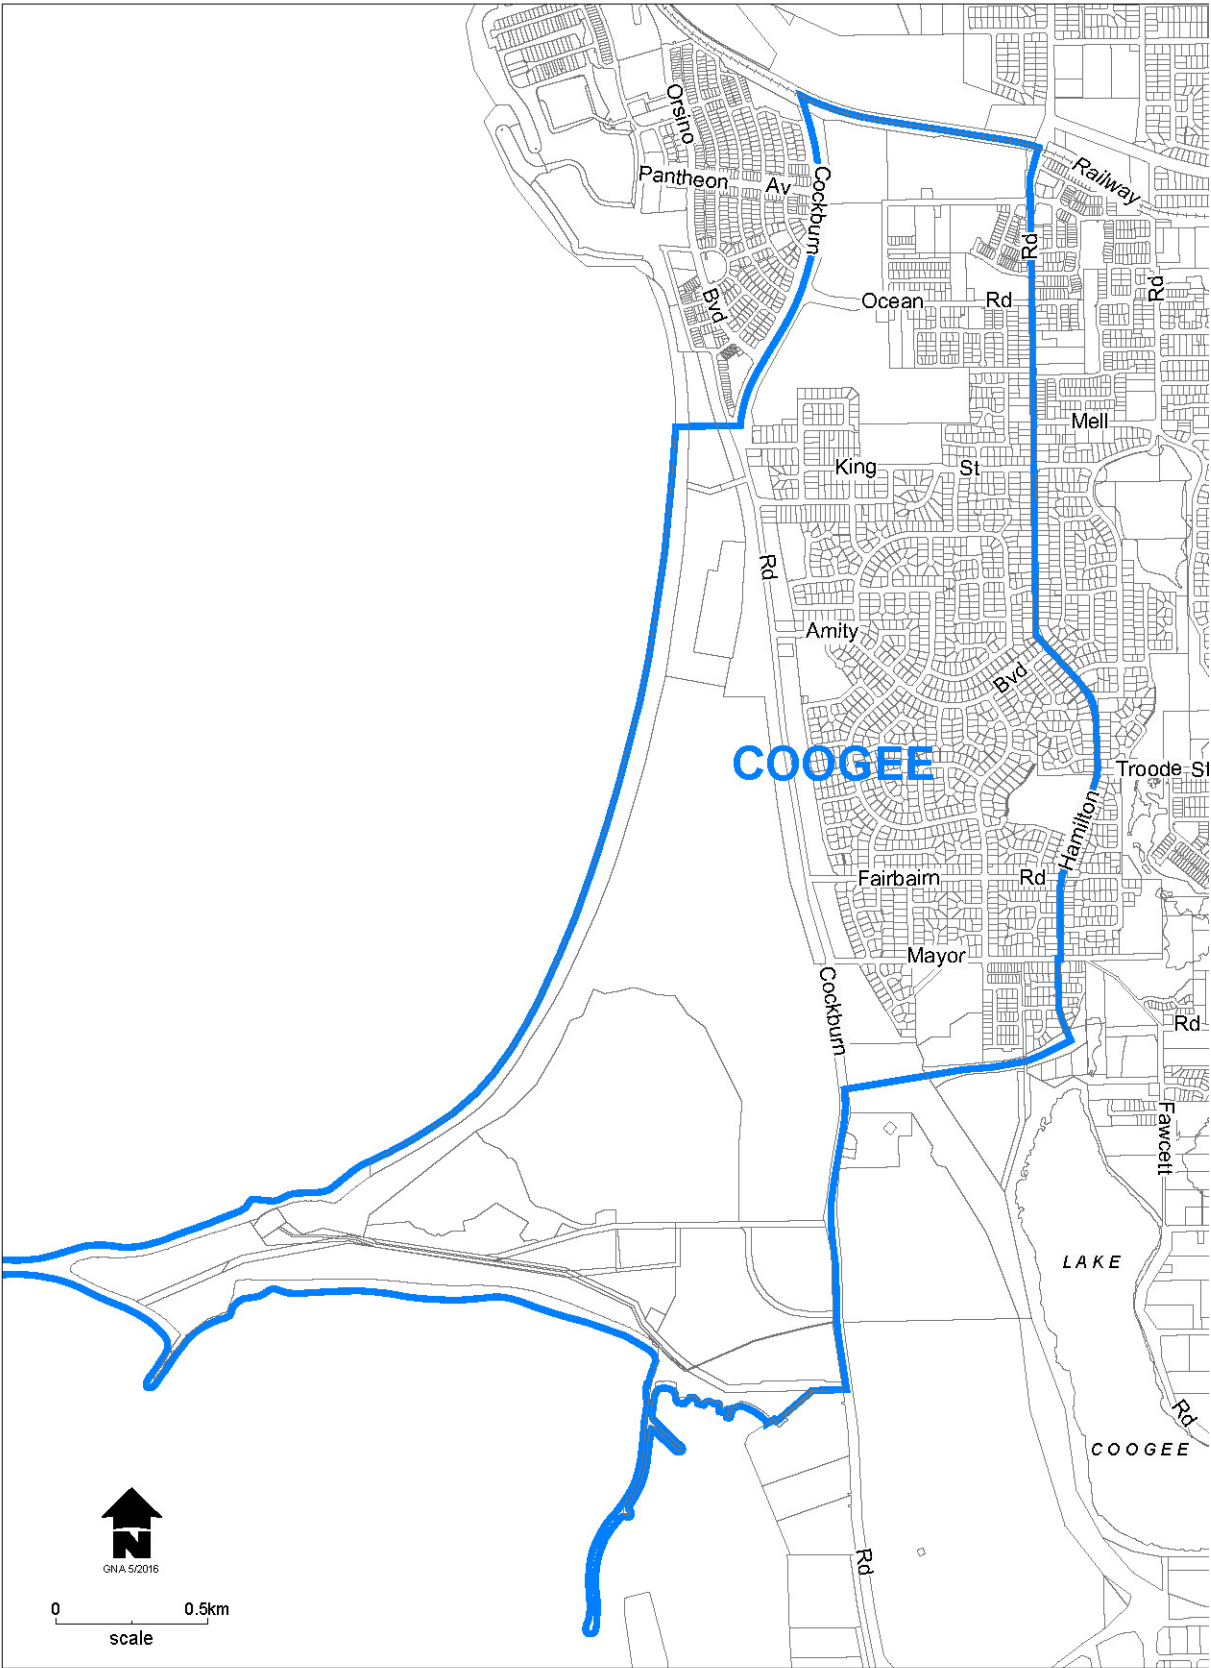 Orsino
Pantheon Av
Cockburn
Railway
Rd
Rd
Bvd
Ocean Rd
Mell
King St
Rd
Amity
Bvd
COOGEE
Troode St
Hamilton
Fairbairn Rd
Mayor
Cockburn
Rd
Fawcett
LAKE
Rd
COOGEE
N
GNA 5/2016
Rd
0 0.5km
scale